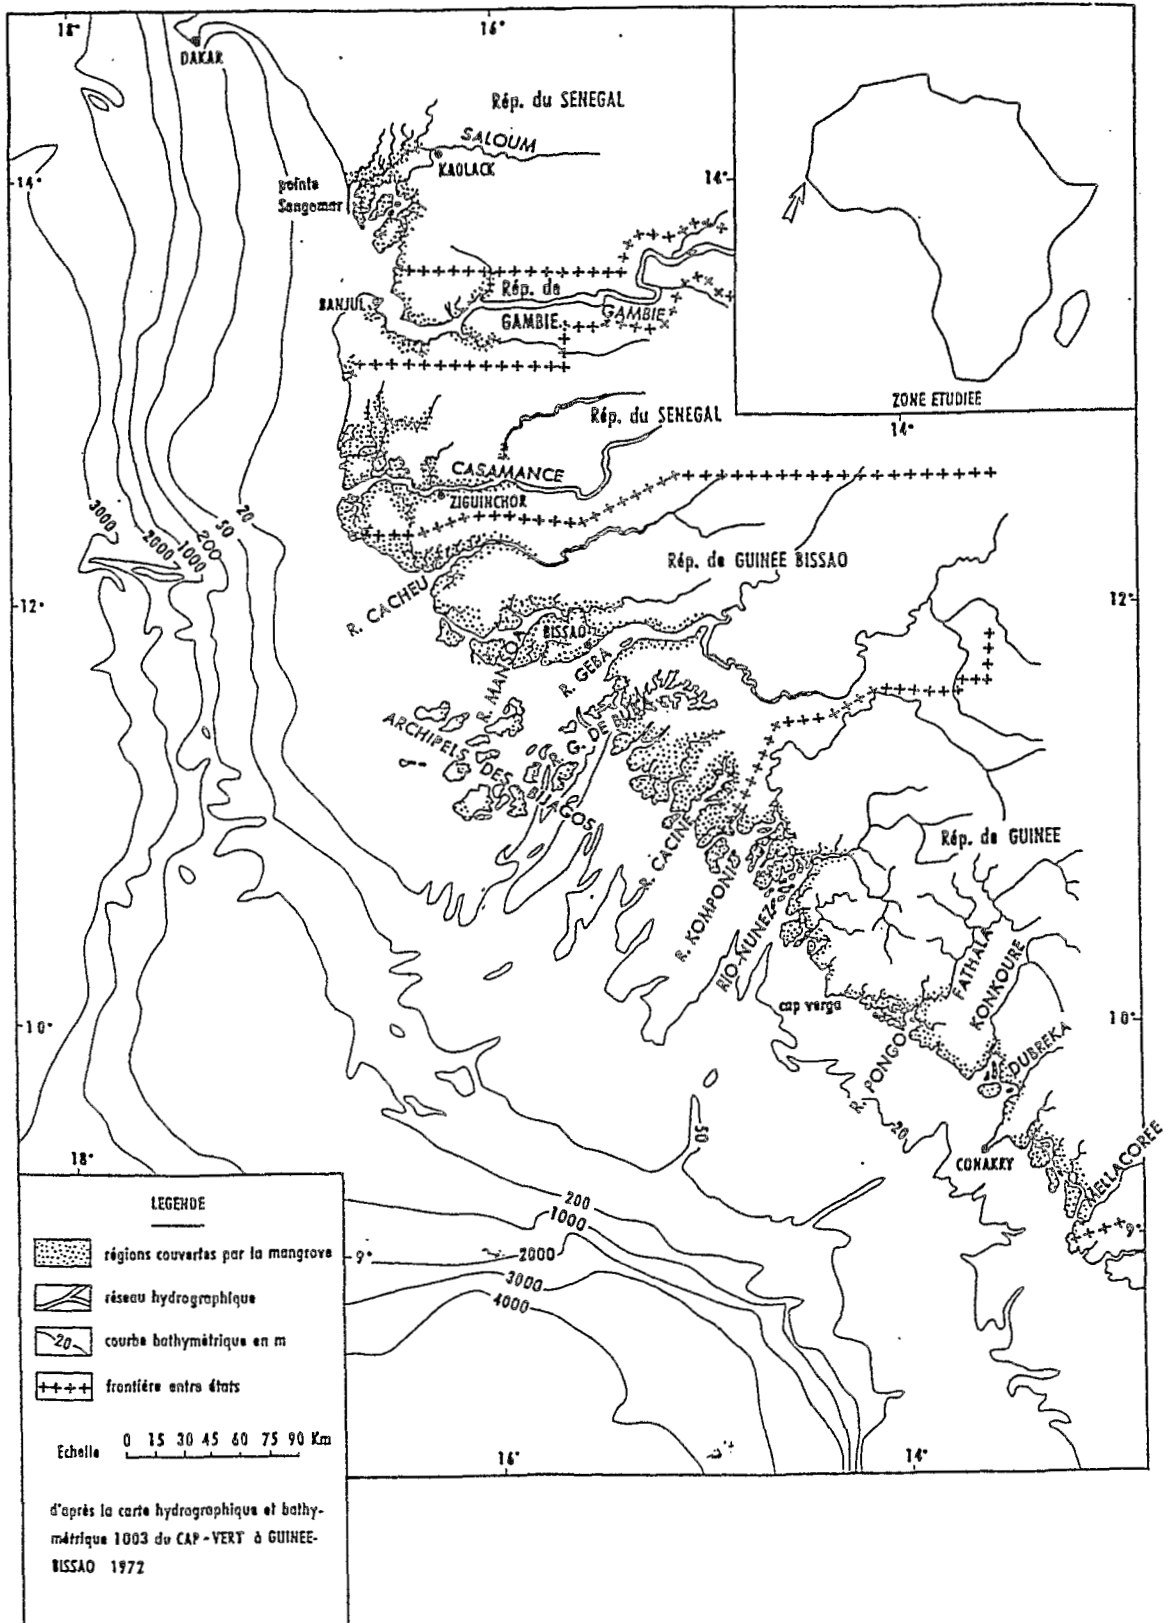 18°
16°
DAKAR
Rép. du SENEGAL
SALOUM
KAOLACK
14°
14°
pointe
Sangomar
BANJUL
Rép. de
GAMBIE
GAMBIE
ZONE ETUDIEE
14°
Rép. du SENEGAL
CASAMANCE
ZIGUINCHOR
3000
2000
1000
200
50
20
Rép. de GUINEE BISSAO
12°
12°
R. CACHEU
BISSAO
R. MANSOA
R. GEBA
G. DE BUBA
ARCHIPELS DES BIJAGOS
R. CACINE
R. KOMPONI
RIO-NUNEZ
Rép. de GUINEE
FATHALA
KONKOURE
cap verga
10°
10°
R. PONGO
DUBREKA
50
20
CONAKRY
MELLACOREE
18°
9°
9°
200
1000
2000
3000
4000
16°
14°
LEGENDE
régions couvertes par la mangrove
réseau hydrographique
20
courbe bathymétrique en m
frontière entre états
Echelle 0 15 30 45 60 75 90 Km
d'après la carte hydrographique et bathy-
métrique 1003 du CAP-VERT à GUINEE-
BISSAO 1972